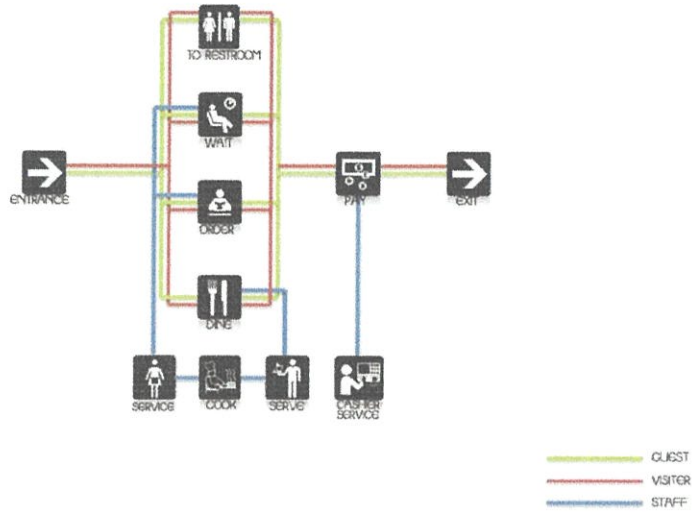 TO RESTROOM
WAIT
ENTRANCE
ORDER
PAY
EXIT
DINE
SERVICE
COOK
SERVE
CASHIER
SERVICE
GUEST
VISITER
STAFF